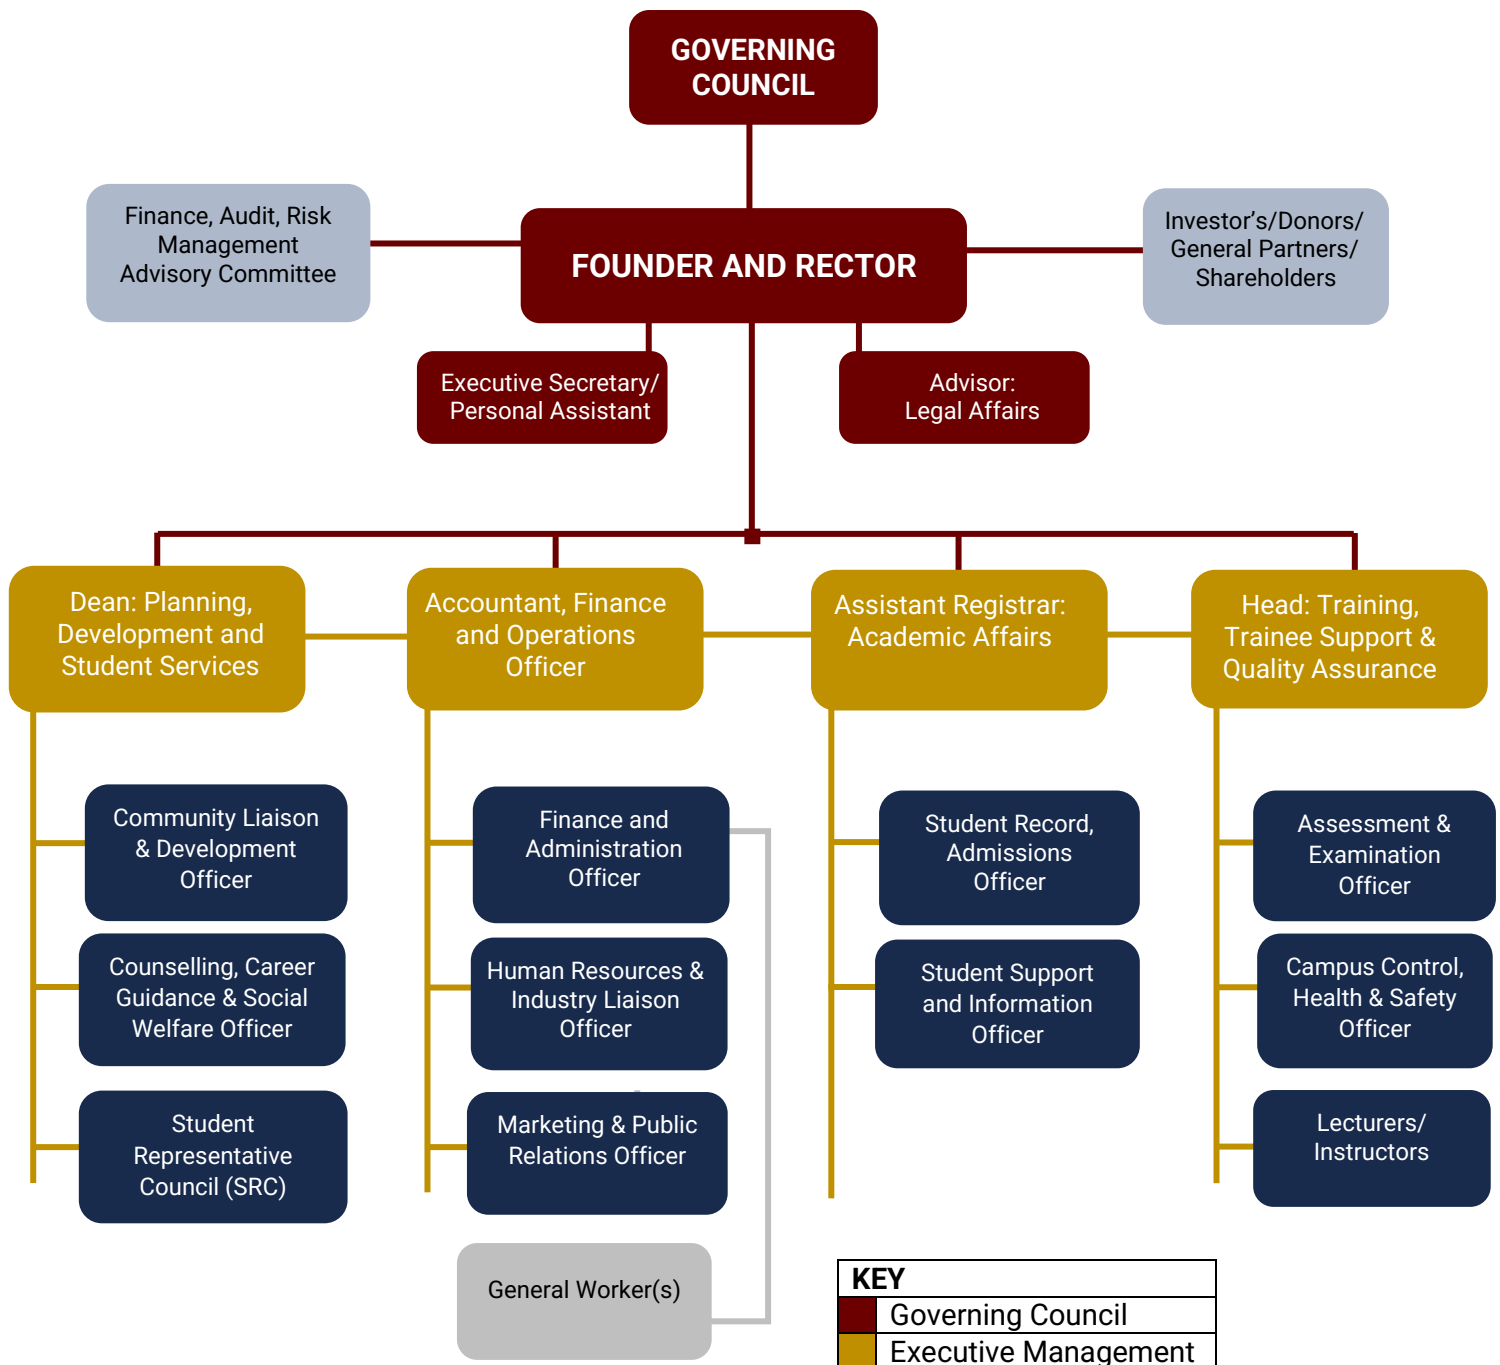 GOVERNING
COUNCIL
Finance, Audit, Risk
Management
Advisory Committee
FOUNDER AND RECTOR
Investor’s/Donors/
General Partners/
Shareholders
Executive Secretary/
Personal Assistant
Advisor:
Legal Affairs
Dean: Planning,
Development and
Student Services
Accountant, Finance
and Operations
Officer
Assistant Registrar:
Academic Affairs
Head: Training,
Trainee Support &
Quality Assurance
Community Liaison
& Development
Officer
Finance and
Administration
Officer
Student Record,
Admissions
Officer
Assessment &
Examination
Officer
Counselling, Career
Guidance & Social
Welfare Officer
Human Resources &
Industry Liaison
Officer
Student Support
and Information
Officer
Campus Control,
Health & Safety
Officer
Student
Representative
Council (SRC)
Marketing & Public
Relations Officer
Lecturers/
Instructors
General Worker(s)
KEY
Governing Council
Executive Management